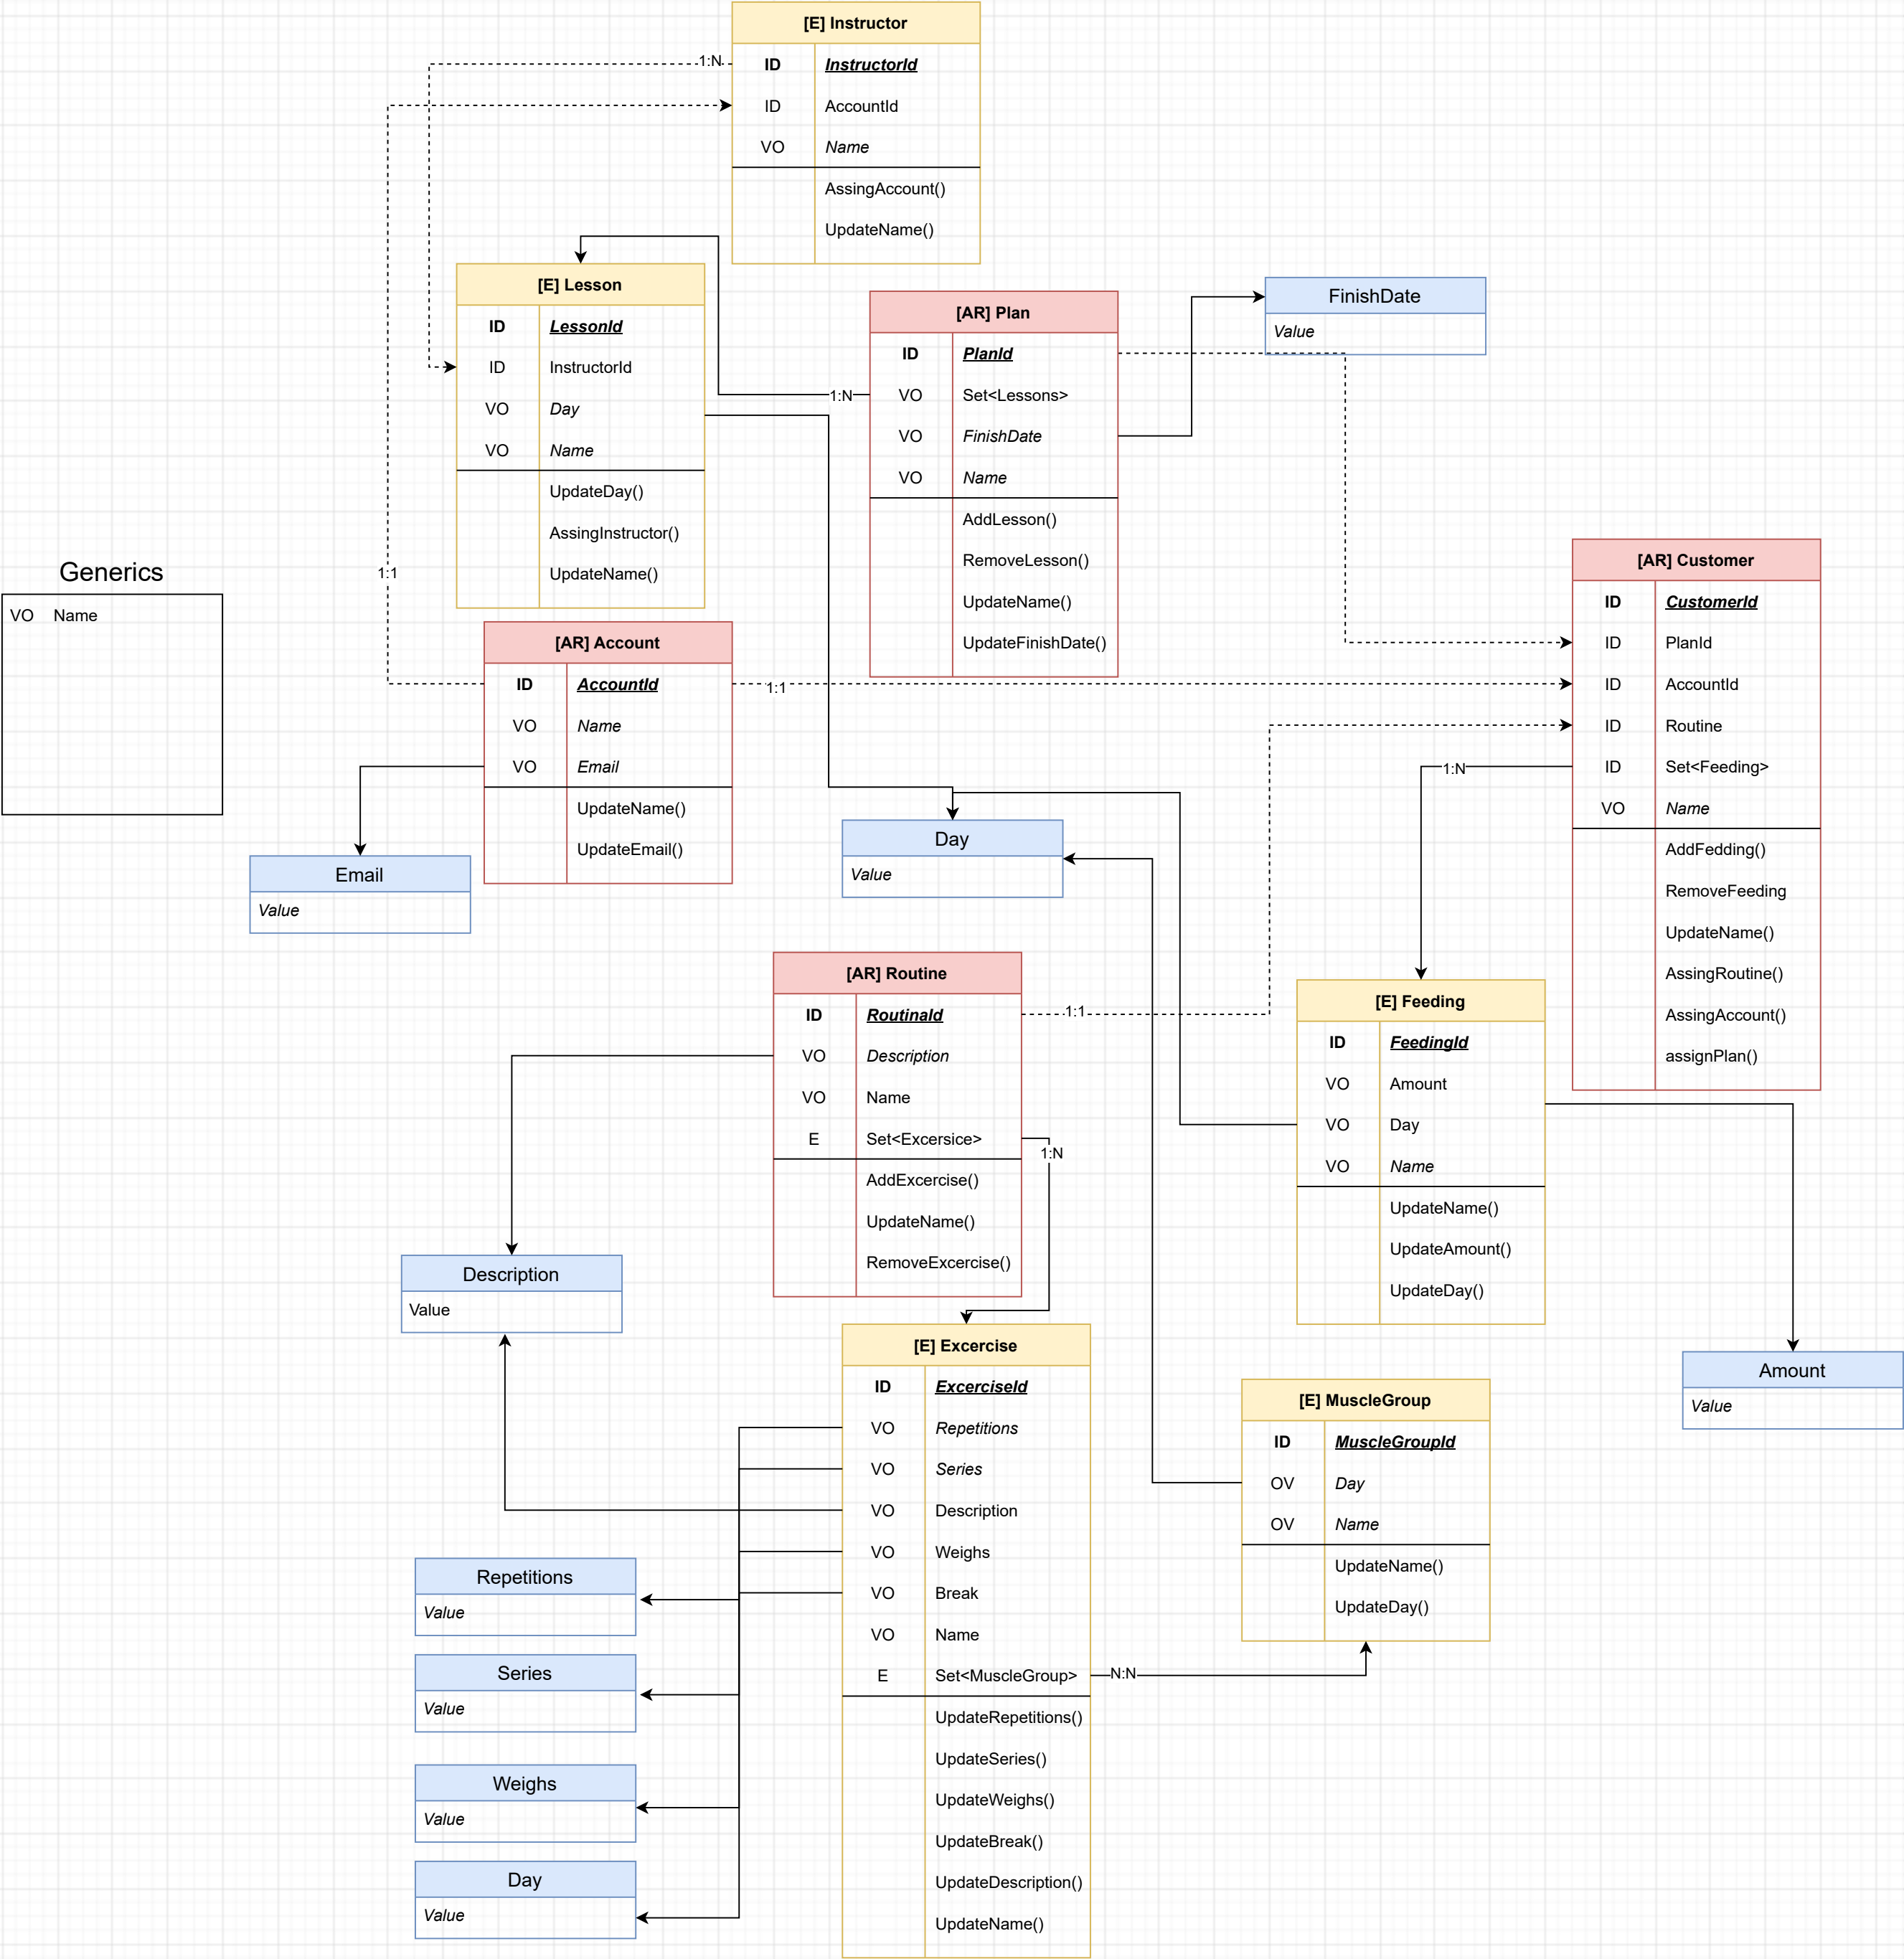 [E] Instructor
ID InstructorId
ID AccountId
VO Name
AssingAccount()
UpdateName()
1:N
[E] Lesson
ID LessonId
ID InstructorId
VO Day
VO Name
UpdateDay()
AssingInstructor()
UpdateName()
[AR] Plan
ID PlanId
VO Set<Lessons>
VO FinishDate
VO Name
AddLesson()
RemoveLesson()
UpdateName()
UpdateFinishDate()
1:N
FinishDate
Value
Generics
VO Name
1:1
[AR] Account
ID AccountId
VO Name
VO Email
UpdateName()
UpdateEmail()
1:1
[AR] Customer
ID CustomerId
ID PlanId
ID AccountId
ID Routine
ID Set<Feeding>
VO Name
AddFedding()
RemoveFeeding
UpdateName()
AssingRoutine()
AssingAccount()
assignPlan()
1:N
Email
Value
Day
Value
[AR] Routine
ID RoutinaId
VO Description
VO Name
E Set<Excersice>
AddExcercise()
UpdateName()
RemoveExcercise()
1:1
1:N
[E] Feeding
ID FeedingId
VO Amount
VO Day
VO Name
UpdateName()
UpdateAmount()
UpdateDay()
Description
Value
Amount
Value
[E] Excercise
ID ExcerciseId
VO Repetitions
VO Series
VO Description
VO Weighs
VO Break
VO Name
E Set<MuscleGroup>
UpdateRepetitions()
UpdateSeries()
UpdateWeighs()
UpdateBreak()
UpdateDescription()
UpdateName()
N:N
[E] MuscleGroup
ID MuscleGroupId
OV Day
OV Name
UpdateName()
UpdateDay()
Repetitions
Value
Series
Value
Weighs
Value
Day
Value